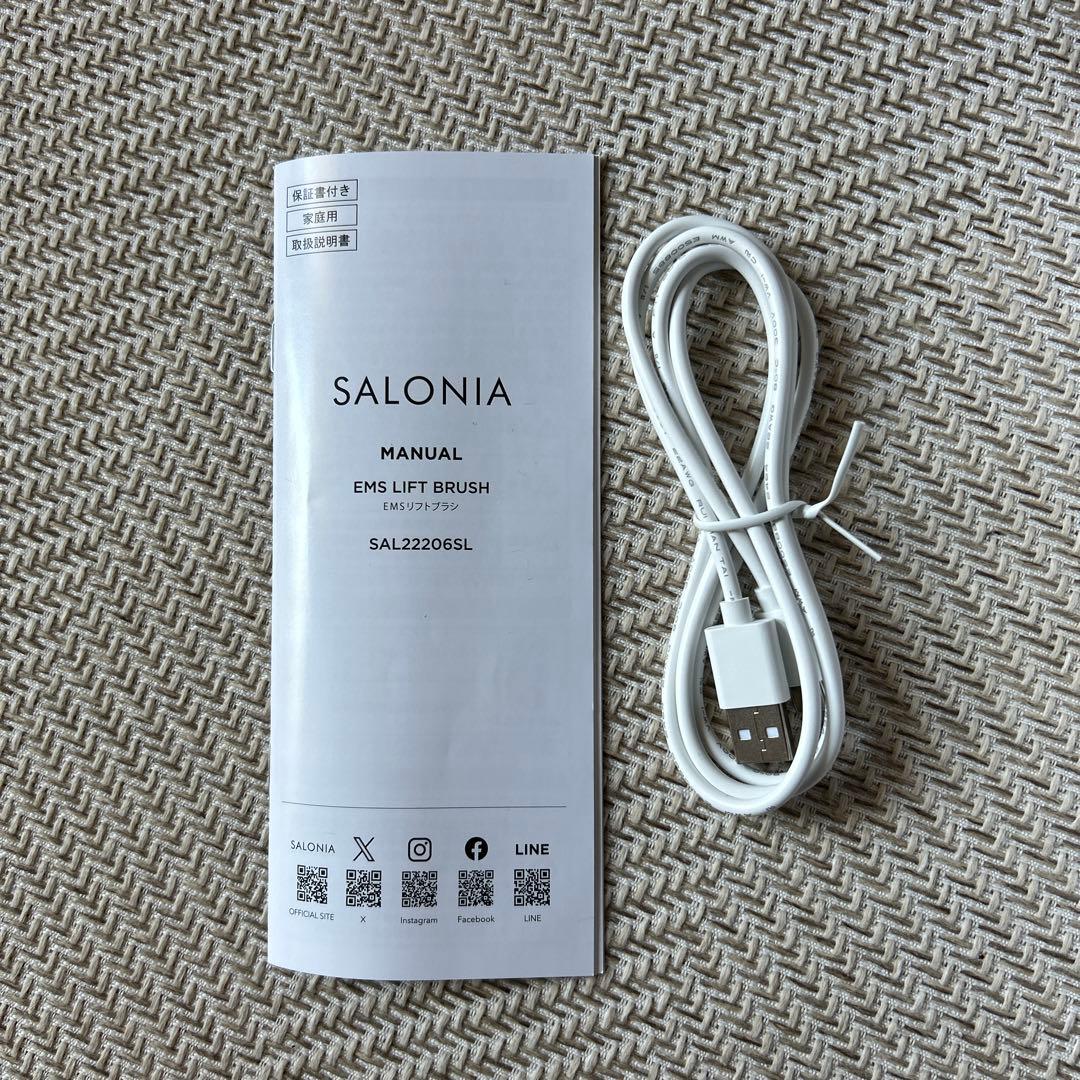 保証書付き
家庭用
取扱説明書
SALONIA
MANUAL
EMS LIFT BRUSH
EMSリフトブラシ
SAL22206SL
SALONIA
LINE
OFFICIAL SITE
X
Instagram
Facebook
LINE
AWM